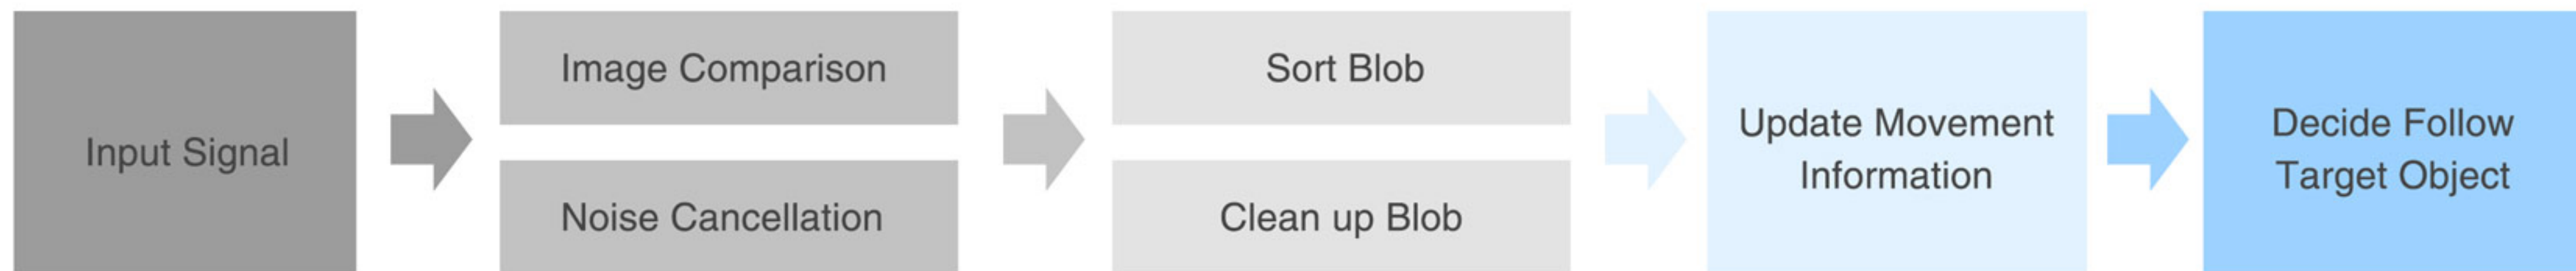 Input Signal
Image Comparison
Noise Cancellation
Sort Blob
Clean up Blob
Update Movement
Information
Decide Follow
Target Object